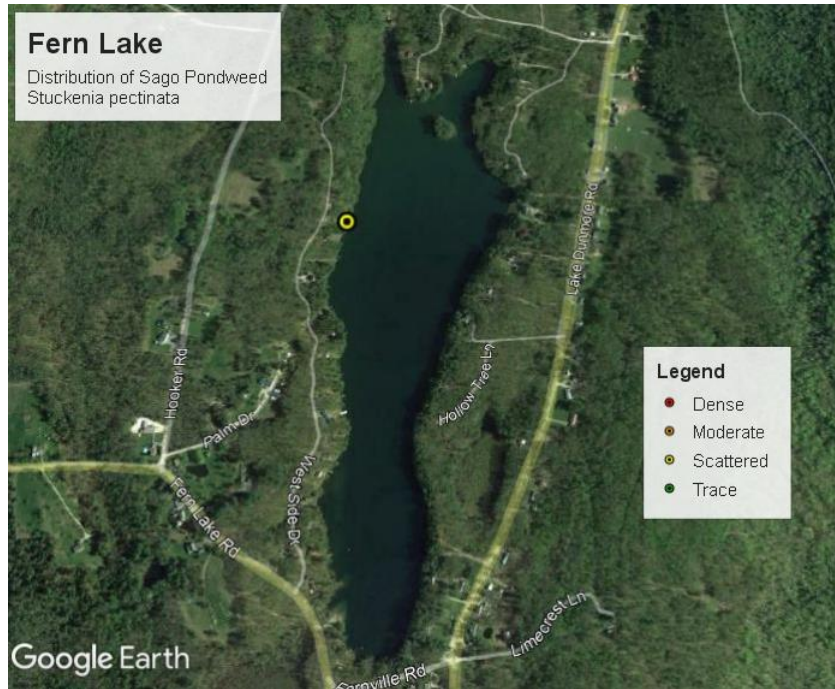 Fern Lake
Distribution of Sago Pondweed
Stuckenia pectinata
Lake Dunmore Rd
Hooker Rd
Palm Dr
Hollow Tree Ln
West Side Dr
Fern Lake Rd
Legend
Dense
Moderate
Scattered
Trace
Limecrest Ln
Fernville Rd
Google Earth